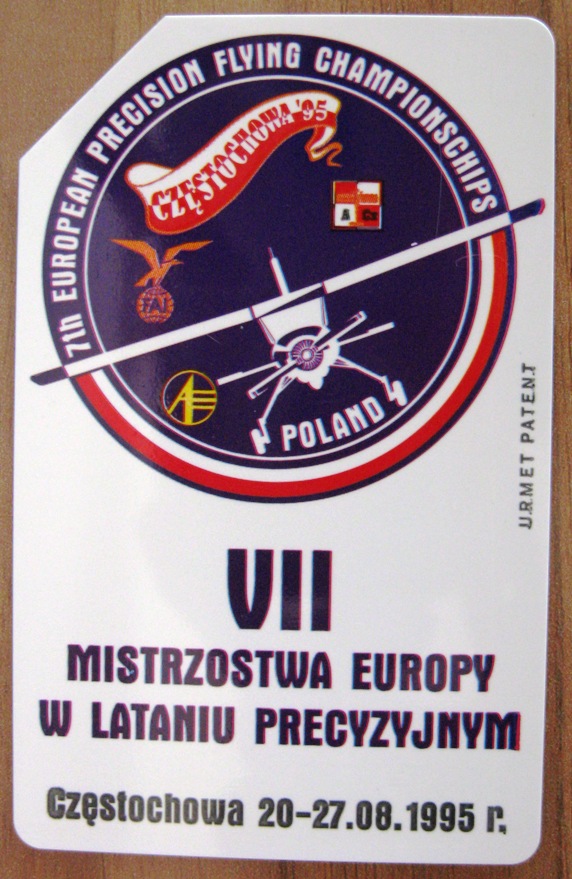 7th EUROPEAN PRECISION FLYING CHAMPIONSCHIPS
CZĘSTOCHOWA '95
POLAND
URMET PATENT
VII
MISTRZOSTWA EUROPY
W LATANIU PRECYZYJNYM
Częstochowa 20-27.08.1995 r.